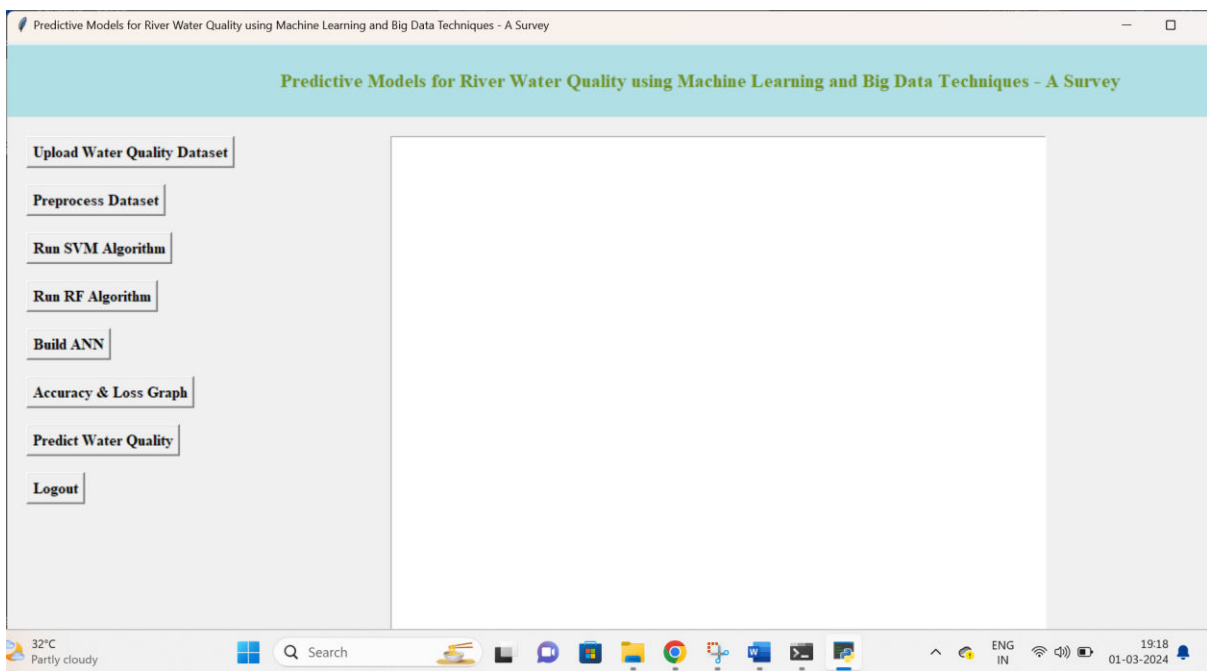 Predictive Models for River Water Quality using Machine Learning and Big Data Techniques - A Survey
Predictive Models for River Water Quality using Machine Learning and Big Data Techniques - A Survey
Upload Water Quality Dataset
Preprocess Dataset
Run SVM Algorithm
Run RF Algorithm
Build ANN
Accuracy & Loss Graph
Predict Water Quality
Logout
32°C
Partly cloudy
Search
ENG
IN
19:18
01-03-2024